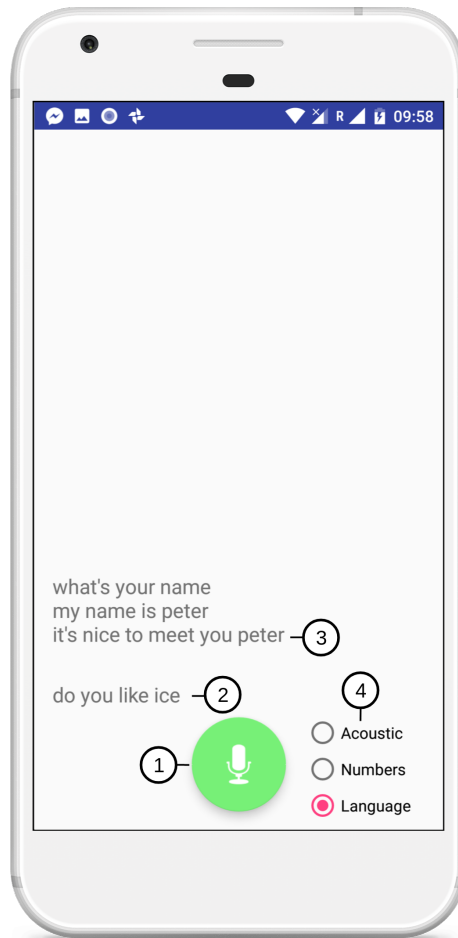 R 09:58
what's your name
my name is peter
it's nice to meet you peter 3
do you like ice 2
4
Acoustic
1
Numbers
Language